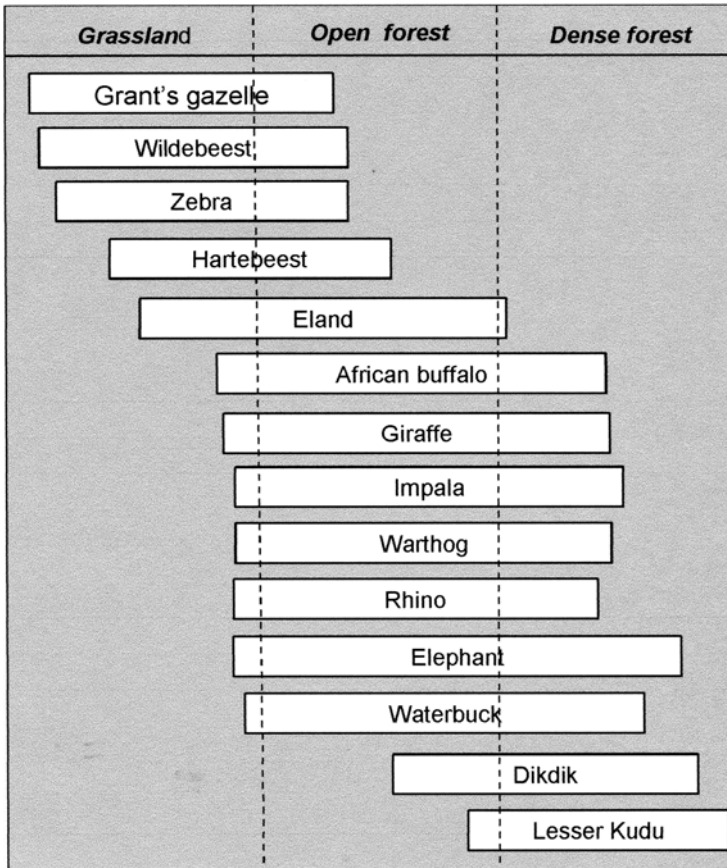 Grassland Open forest Dense forest
Grant's gazelle
Wildebeest
Zebra
Hartebeest
Eland
African buffalo
Giraffe
Impala
Warthog
Rhino
Elephant
Waterbuck
Dikdik
Lesser Kudu